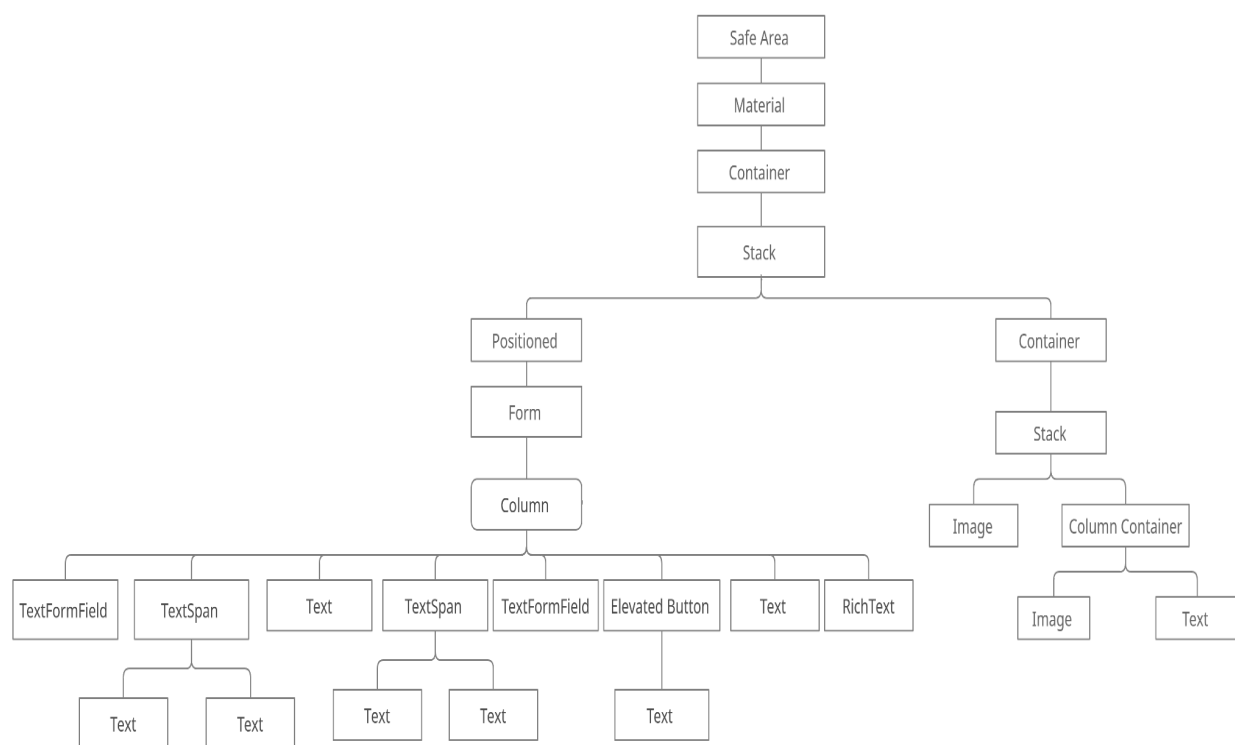 Safe Area
Material
Container
Stack
Positioned
Container
Form
Stack
Column
Image
Column Container
TextFormField
TextSpan
Text
TextSpan
TextFormField
Elevated Button
Text
RichText
Image
Text
Text
Text
Text
Text
Text